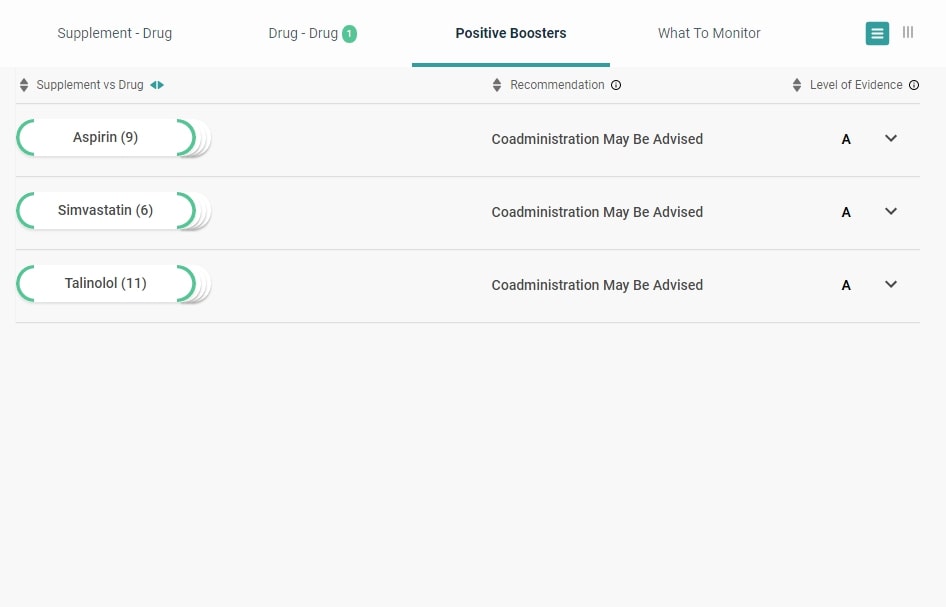 Supplement - Drug
Drug - Drug 1
Positive Boosters
What To Monitor
Supplement vs Drug
Recommendation
Level of Evidence
Aspirin (9)
Coadministration May Be Advised
A
Simvastatin (6)
Coadministration May Be Advised
A
Talinolol (11)
Coadministration May Be Advised
A